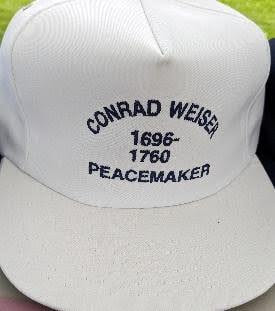 CONRAD WEISER
1696-
1760
PEACEMAKER